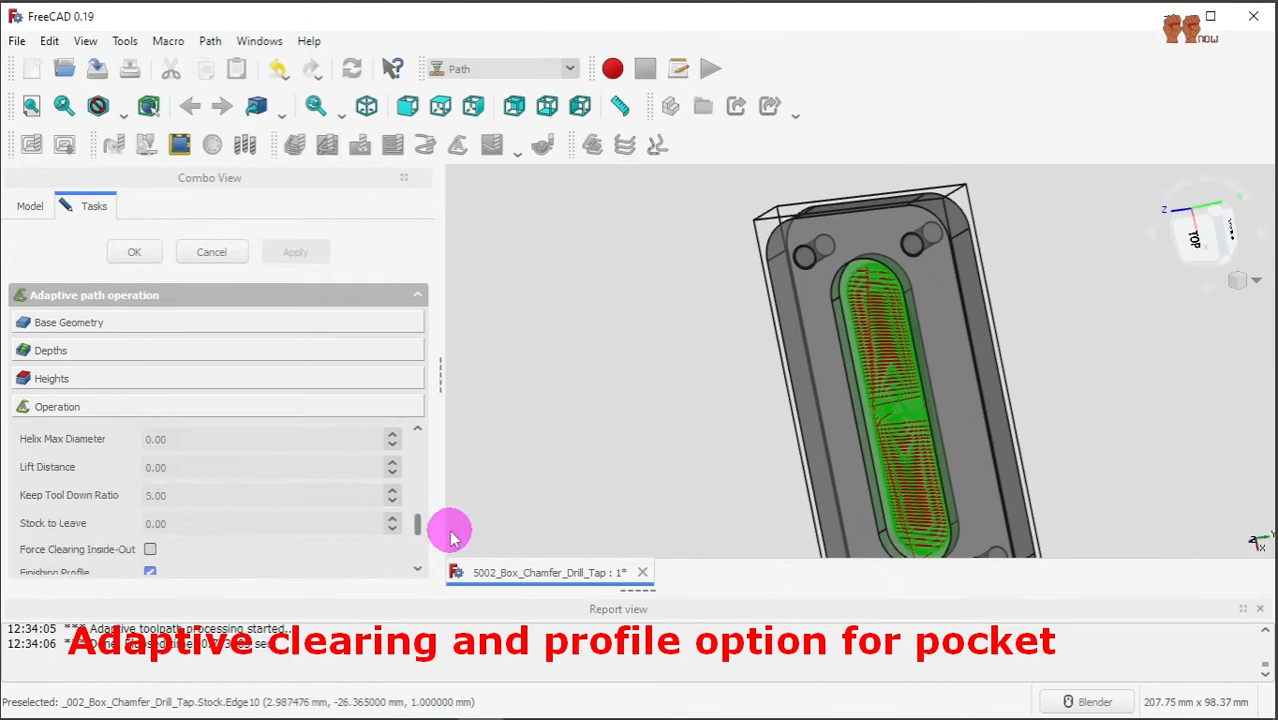 FreeCAD 0.19
now
File Edit View Tools Macro Path Windows Help
Path
Combo View
Model Tasks
OK Cancel Apply
Adaptive path operation
Base Geometry
Depths
Heights
Operation
Helix Max Diameter 0.00
Lift Distance 0.00
Keep Tool Down Ratio 5.00
Stock to Leave 0.00
Force Clearing Inside-Out
Finishing Profile
Z
Y
TOP
X
Z
X
5002_Box_Chamfer_Drill_Tap : 1*
Report view
12:34:05 *** Adaptive toolpath processing started...
12:34:06
Adaptive clearing and profile option for pocket
Preselected: _002_Box_Chamfer_Drill_Tap.Stock.Edge10 (2.987476 mm, -26.365000 mm, 1.000000 mm)
Blender
207.75 mm x 98.37 mm